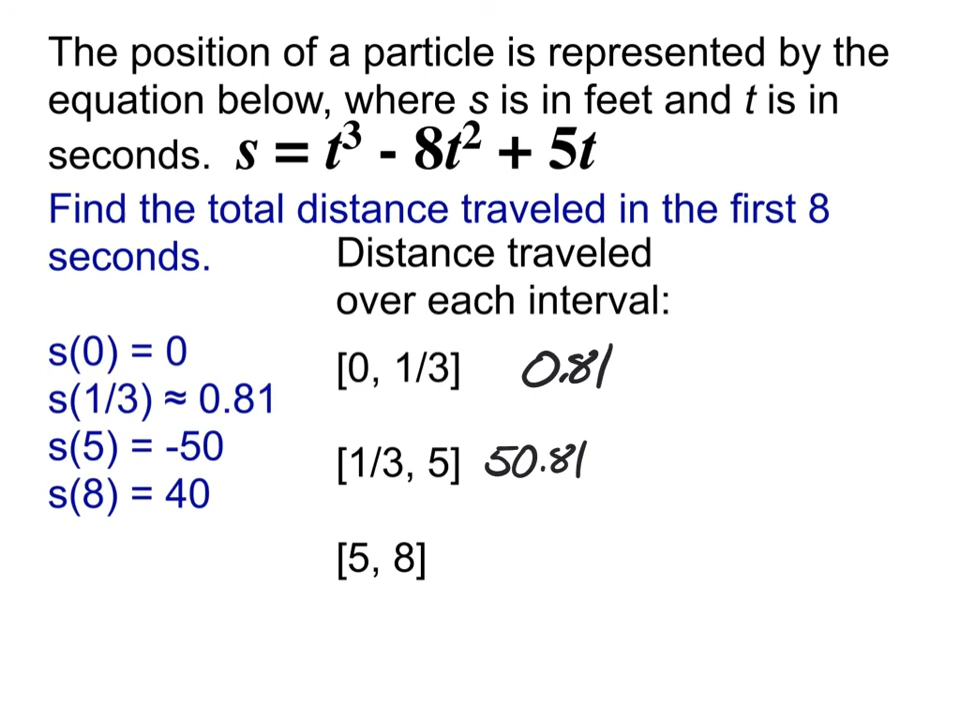 The position of a particle is represented by the
equation below, where s is in feet and t is in
seconds. s = t³ - 8t² + 5t
Find the total distance traveled in the first 8
seconds.
Distance traveled
over each interval:
s(0) = 0
s(1/3) ≈ 0.81
s(5) = -50
s(8) = 40
[0, 1/3] 0.81
[1/3, 5] 50.81
[5, 8]